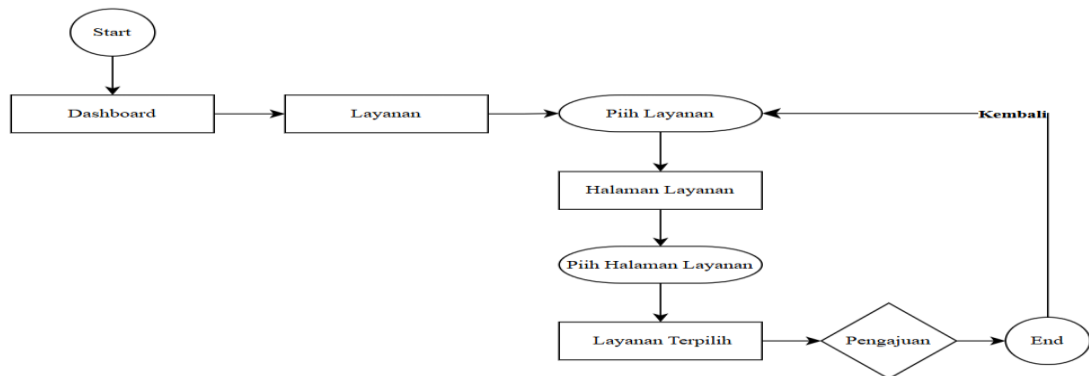 Start
Dashboard
Layanan
Piih Layanan
Kembali
Halaman Layanan
Piih Halaman Layanan
Layanan Terpilih
Pengajuan
End